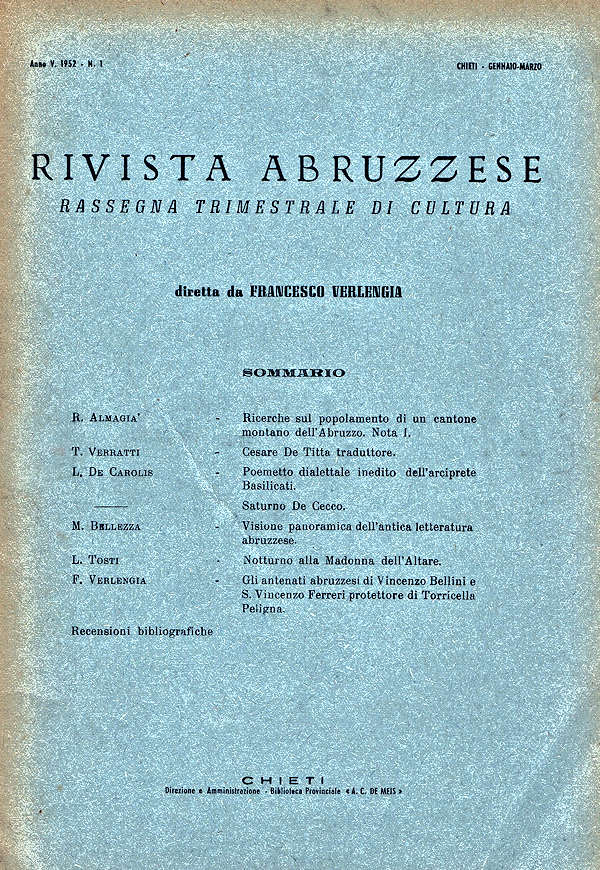 Anno V. 1952 - N. 1
CHIETI - GENNAIO-MARZO
RIVISTA ABRUZZESE
RASSEGNA TRIMESTRALE DI CULTURA
diretta da FRANCESCO VERLENGIA
SOMMARIO
R. ALMAGIA' - Ricerche sul popolamento di un cantone
montano dell'Abruzzo. Nota I.
T. VERRATTI - Cesare De Titta traduttore.
L. DE CAROLIS - Poemetto dialettale inedito dell'arciprete
Basilicati.
Saturno De Cecco.
M. BELLEZZA - Visione panoramica dell'antica letteratura
abruzzese.
L. TOSTI - Notturno alla Madonna dell'Altare.
F. VERLENGIA - Gli antenati abruzzesi di Vincenzo Bellini e
S. Vincenzo Ferreri protettore di Torricella
Peligna.
Recensioni bibliografiche
CHIETI
Direzione e Amministrazione - Biblioteca Provinciale « A. C. DE MEIS »